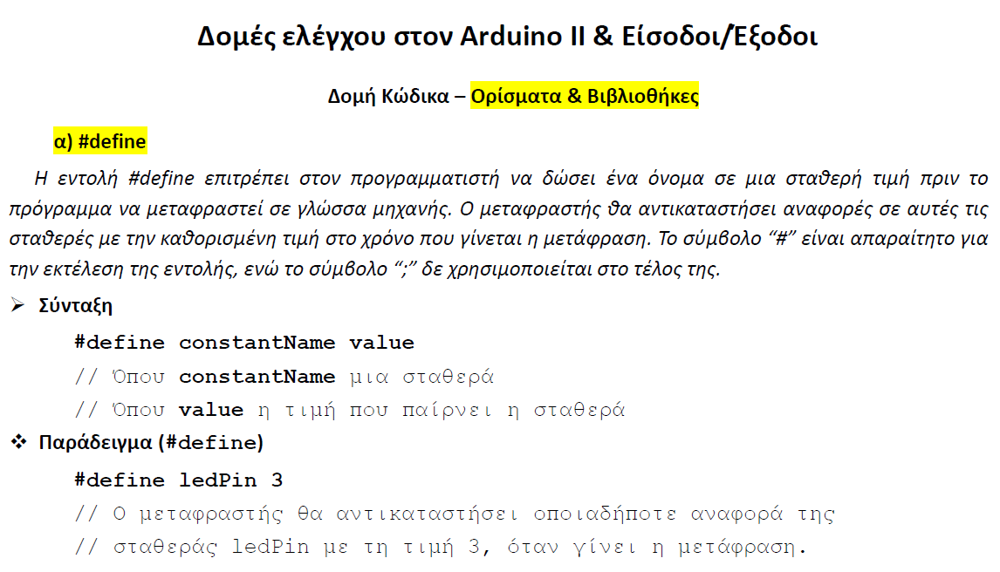 Δομές ελέγχου στον Arduino II & Είσοδοι/Έξοδοι
Δομή Κώδικα – Ορίσματα & Βιβλιοθήκες
α) #define
Η εντολή #define επιτρέπει στον προγραμματιστή να δώσει ένα όνομα σε μια σταθερή τιμή πριν το
πρόγραμμα να μεταφραστεί σε γλώσσα μηχανής. Ο μεταφραστής θα αντικαταστήσει αναφορές σε αυτές τις
σταθερές με την καθορισμένη τιμή στο χρόνο που γίνεται η μετάφραση. Το σύμβολο “#” είναι απαραίτητο για
την εκτέλεση της εντολής, ενώ το σύμβολο “;” δε χρησιμοποιείται στο τέλος της.
➢ Σύνταξη
#define constantName value
// Όπου constantName μια σταθερά
// Όπου value η τιμή που παίρνει η σταθερά
❖ Παράδειγμα (#define)
#define ledPin 3
// Ο μεταφραστής θα αντικαταστήσει οποιαδήποτε αναφορά της
// σταθεράς ledPin με τη τιμή 3, όταν γίνει η μετάφραση.